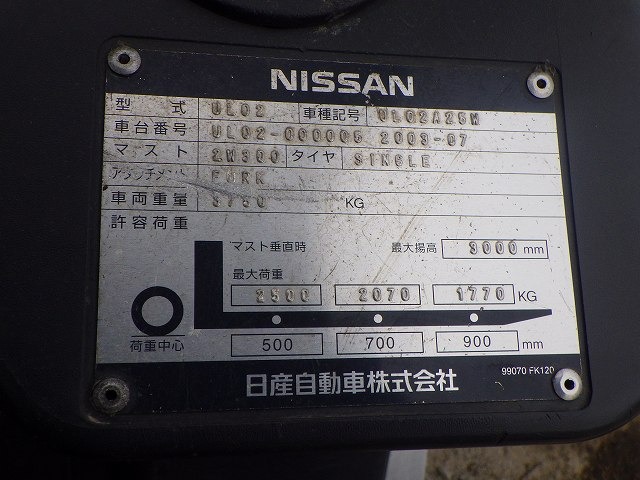 NISSAN
型式 UL02 車種記号 UL02A25W
車台番号 UL02-000005 2003-07
マスト 2W300 タイヤ SINGLE
アタッチメント FORK
車両重量 3750 KG
許容荷重
マスト垂直時 最大揚高 3000 mm
最大荷重
2500 2070 1770 KG
荷重中心 500 700 900 mm
日産自動車株式会社 99070 FK120